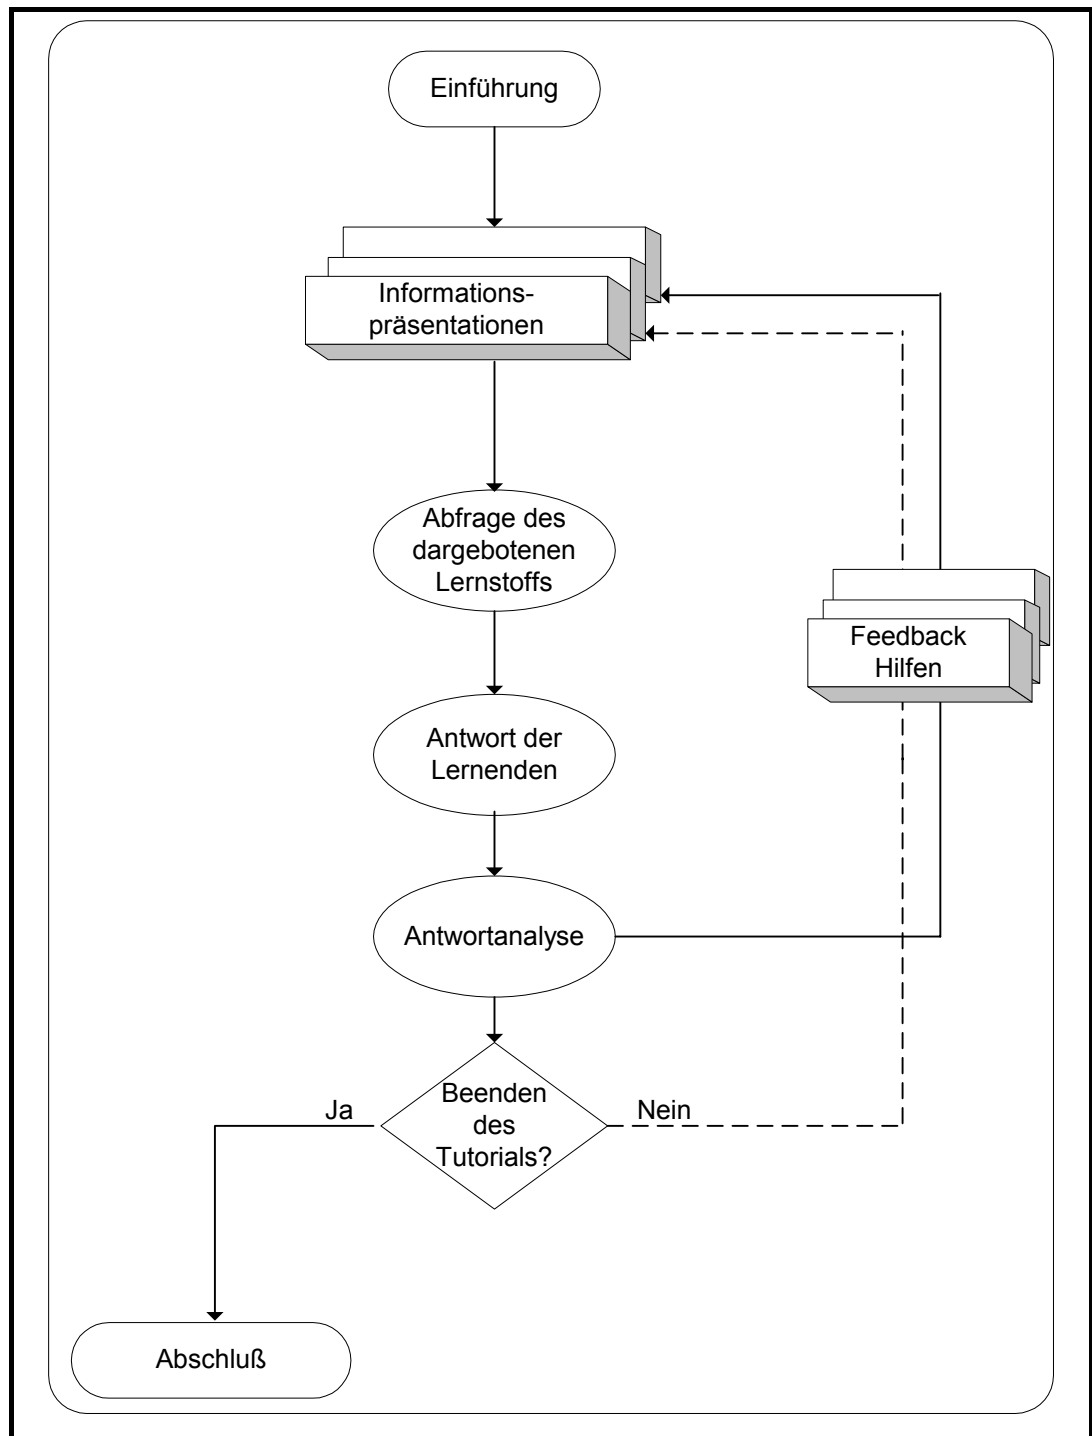 Einführung
Informations-
präsentationen
Abfrage des
dargebotenen
Lernstoffs
Feedback
Hilfen
Antwort der
Lernenden
Antwortanalyse
Beenden
des
Tutorials?
Ja
Nein
Abschluß